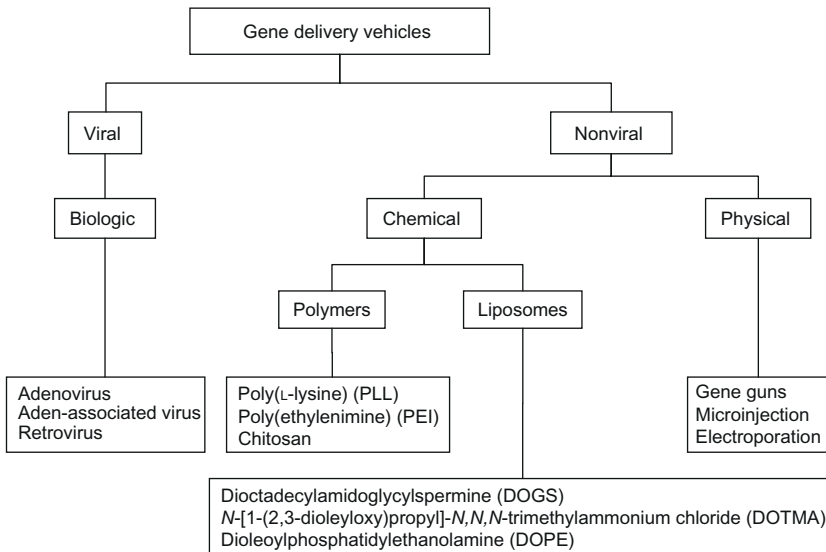 Gene delivery vehicles
Viral
Nonviral
Biologic
Chemical
Physical
Polymers
Liposomes
Adenovirus
Aden-associated virus
Retrovirus
Poly(L-lysine) (PLL)
Poly(ethylenimine) (PEI)
Chitosan
Gene guns
Microinjection
Electroporation
Dioctadecylamidoglycylspermine (DOGS)
N-[1-(2,3-dioleyloxy)propyl]-N,N,N-trimethylammonium chloride (DOTMA)
Dioleoylphosphatidylethanolamine (DOPE)